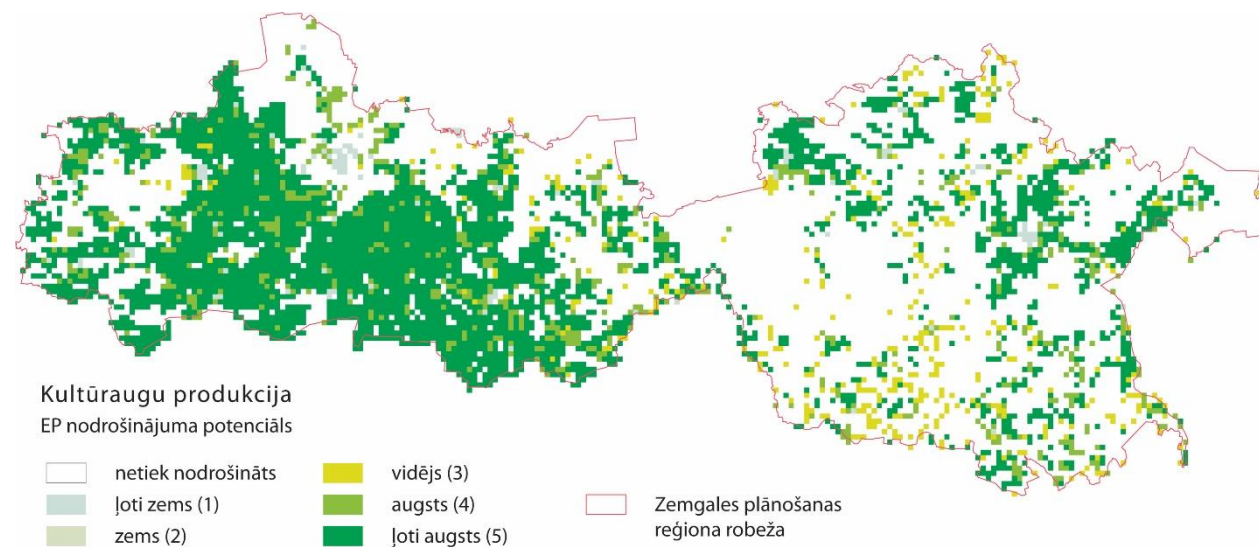 Kultūraugu produkcija
EP nodrošinājuma potenciāls
netiek nodrošināts
ļoti zems (1)
zems (2)
vidējs (3)
augsts (4)
ļoti augsts (5)
Zemgales plānošanas
reģiona robeža